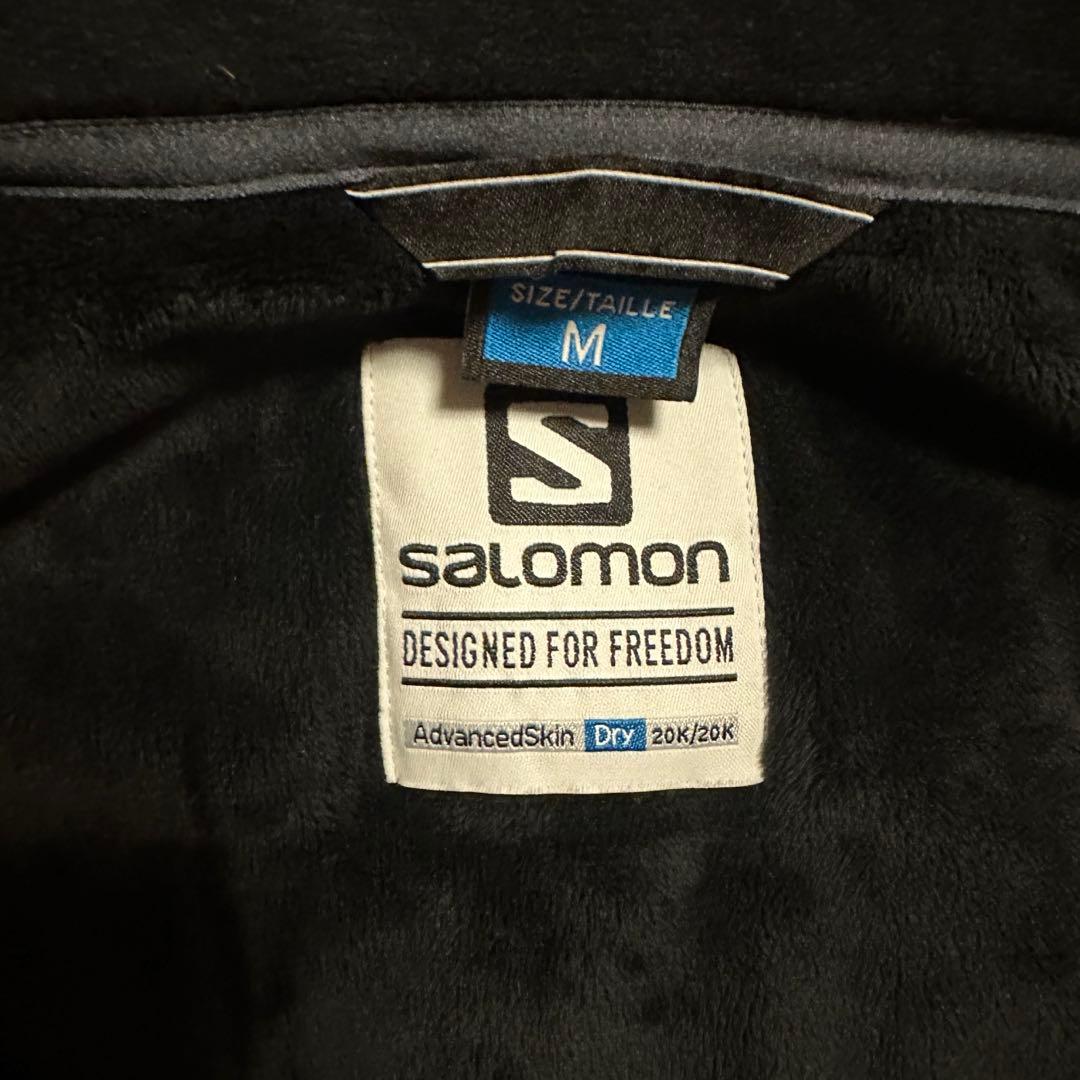 SIZE/TAILLE
M
S
salomon
DESIGNED FOR FREEDOM
AdvancedSkin Dry 20K/20K